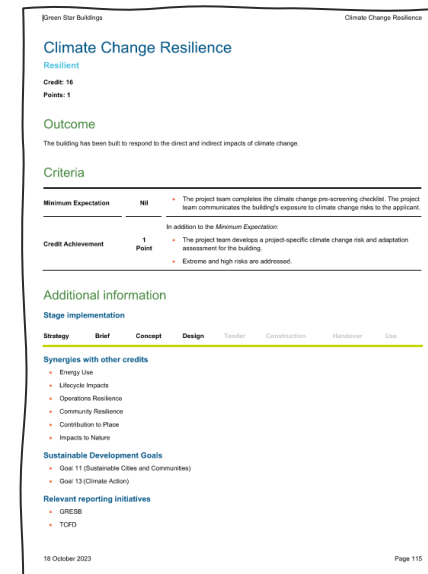 Green Star Buildings
Climate Change Resilience
Climate Change Resilience
Resilient
Credit: 16
Points: 1
Outcome
The building has been built to respond to the direct and indirect impacts of climate change.
Criteria
Minimum Expectation
Nil
• The project team completes the climate change pre-screening checklist. The project
team communicates the building's exposure to climate change risks to the applicant.
Credit Achievement
1
Point
In addition to the Minimum Expectation:
• The project team develops a project-specific climate change risk and adaptation
assessment for the building.
• Extreme and high risks are addressed.
Additional information
Stage implementation
Strategy Brief Concept Design Tender Construction Handover Use
Synergies with other credits
• Energy Use
• Lifecycle Impacts
• Operations Resilience
• Community Resilience
• Contribution to Place
• Impacts to Nature
Sustainable Development Goals
• Goal 11 (Sustainable Cities and Communities)
• Goal 13 (Climate Action)
Relevant reporting initiatives
• GRESB
• TCFD
18 October 2023
Page 115